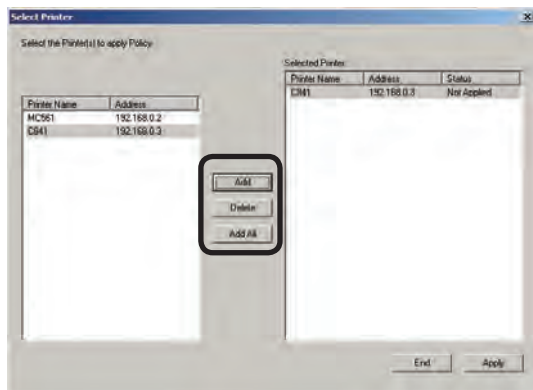 Select Printer
Select the Printer(s) to apply Policy
Selected Printer
Printer Name Address Status
C841 192.168.0.3 Not Applied
Printer Name Address
MC561 192.168.0.2
C841 192.168.0.3
Add
Delete
Add All
End Apply